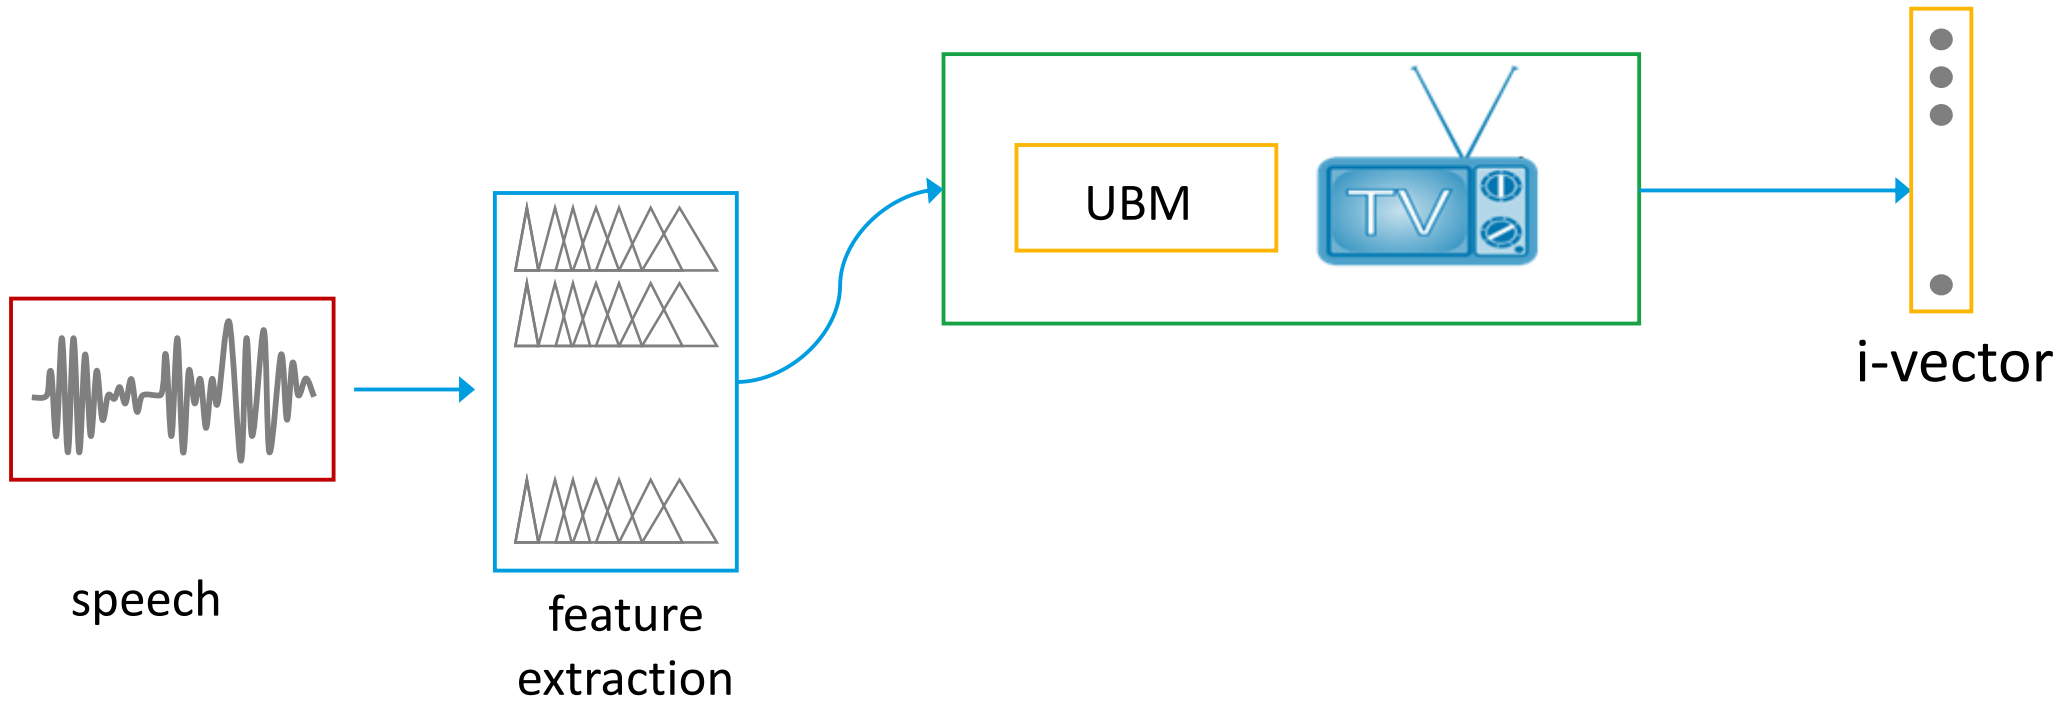 speech
feature
extraction
UBM
TV
i-vector